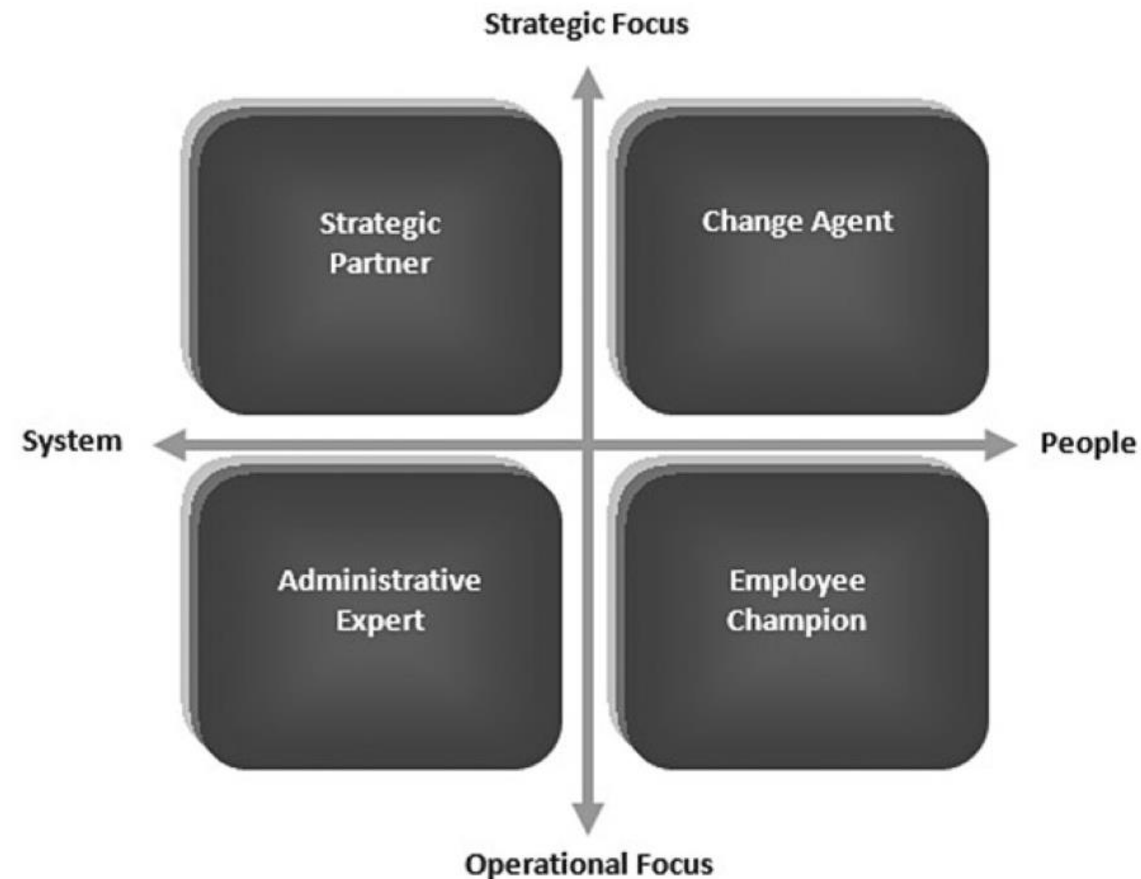 Strategic Focus
Strategic
Partner
Change Agent
System
People
Administrative
Expert
Employee
Champion
Operational Focus